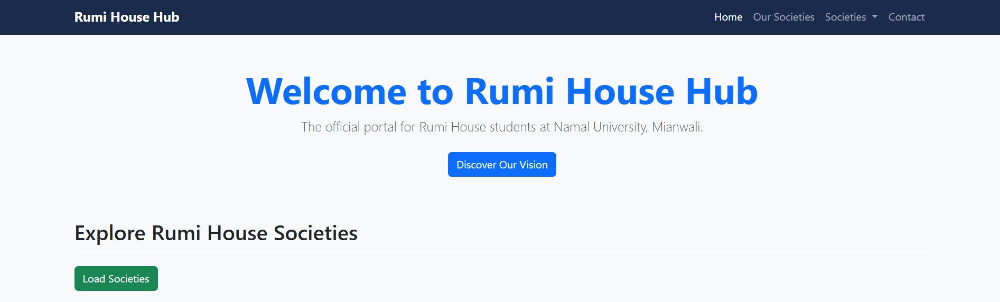 Rumi House Hub Home Our Societies Societies Contact
Welcome to Rumi House Hub
The official portal for Rumi House students at Namal University, Mianwali.
Discover Our Vision
Explore Rumi House Societies
Load Societies